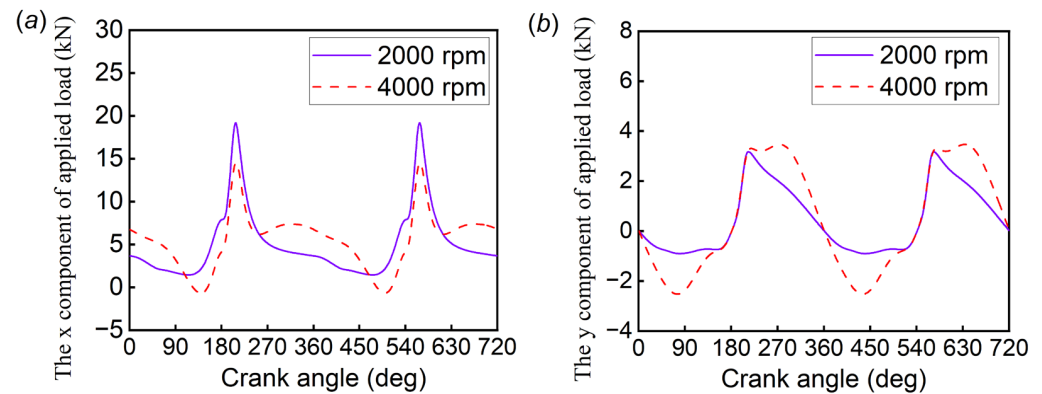 (a)
The x component of applied load (kN)
30
25
20
15
10
5
0
−5
2000 rpm
4000 rpm
0 90 180 270 360 450 540 630 720
Crank angle (deg)
(b)
The y component of applied load (kN)
8
6
4
2
0
−2
−4
2000 rpm
4000 rpm
0 90 180 270 360 450 540 630 720
Crank angle (deg)